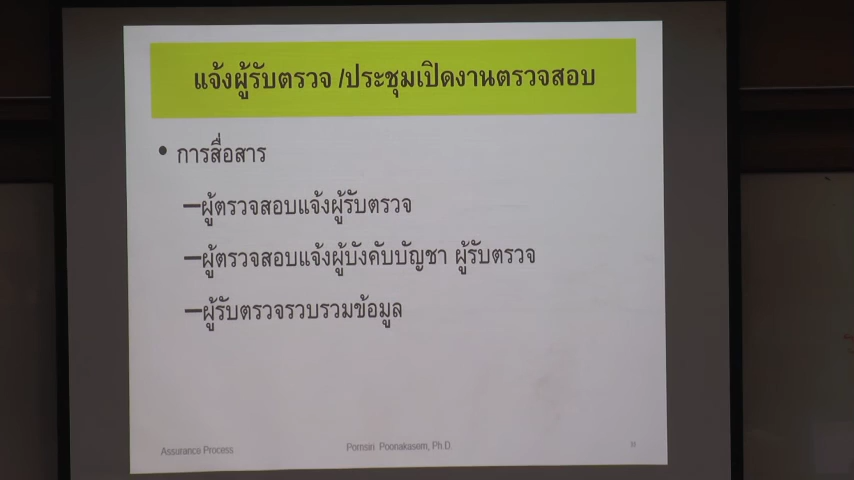 แจ้งผู้รับตรวจ /ประชุมเปิดงานตรวจสอบ
• การสื่อสาร
–ผู้ตรวจสอบแจ้งผู้รับตรวจ
–ผู้ตรวจสอบแจ้งผู้บังคับบัญชา ผู้รับตรวจ
–ผู้รับตรวจรวบรวมข้อมูล
Assurance Process Pornsiri Poonakasem, Ph.D.